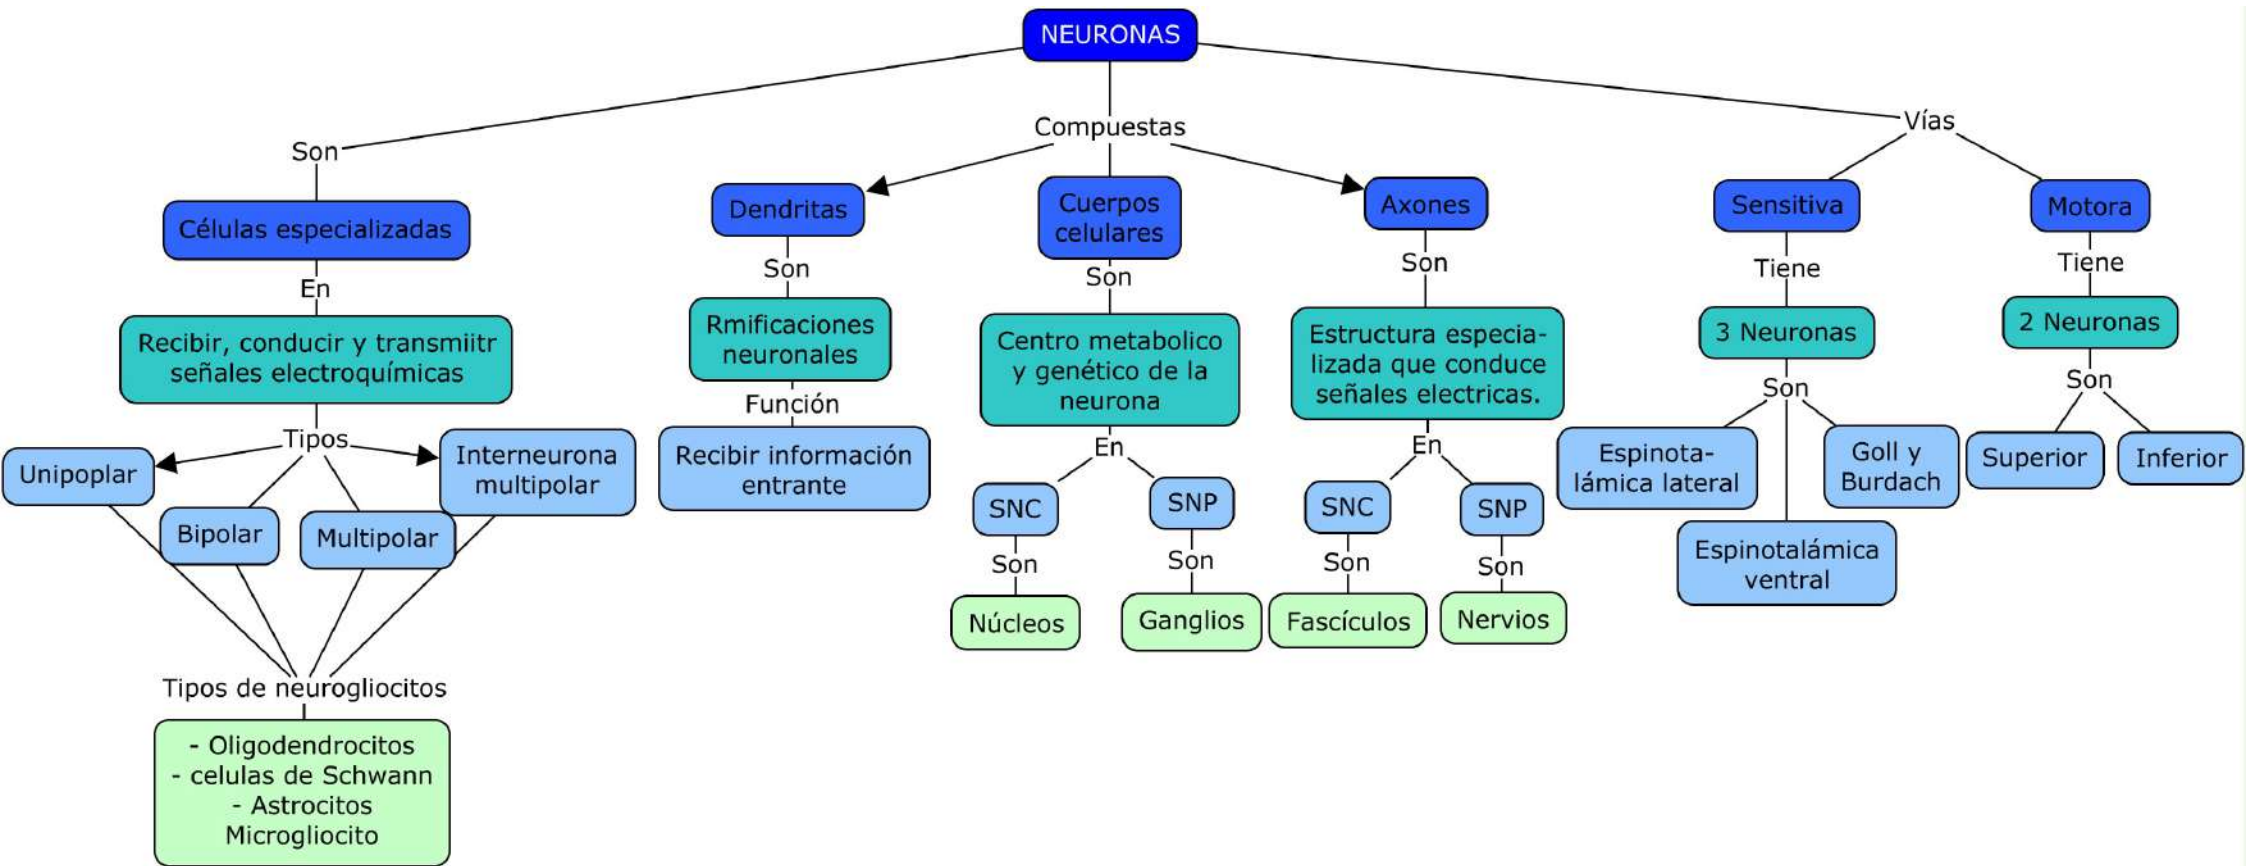 NEURONAS
Son
Compuestas
Vías
Células especializadas
Dendritas
Cuerpos
celulares
Axones
Sensitiva
Motora
En
Son
Son
Son
Tiene
Tiene
Recibir, conducir y transmiitr
señales electroquímicas
Rmificaciones
neuronales
Centro metabolico
y genético de la
neurona
Estructura especia-
lizada que conduce
señales electricas.
3 Neuronas
2 Neuronas
Tipos
Función
En
En
Son
Son
Unipoplar
Bipolar
Multipolar
Interneurona
multipolar
Recibir información
entrante
SNC
SNP
SNC
SNP
Espinota-
lámica lateral
Espinotalámica
ventral
Goll y
Burdach
Superior
Inferior
Son
Son
Son
Son
Núcleos
Ganglios
Fascículos
Nervios
Tipos de neurogliocitos
- Oligodendrocitos
- celulas de Schwann
- Astrocitos
Microgliocito